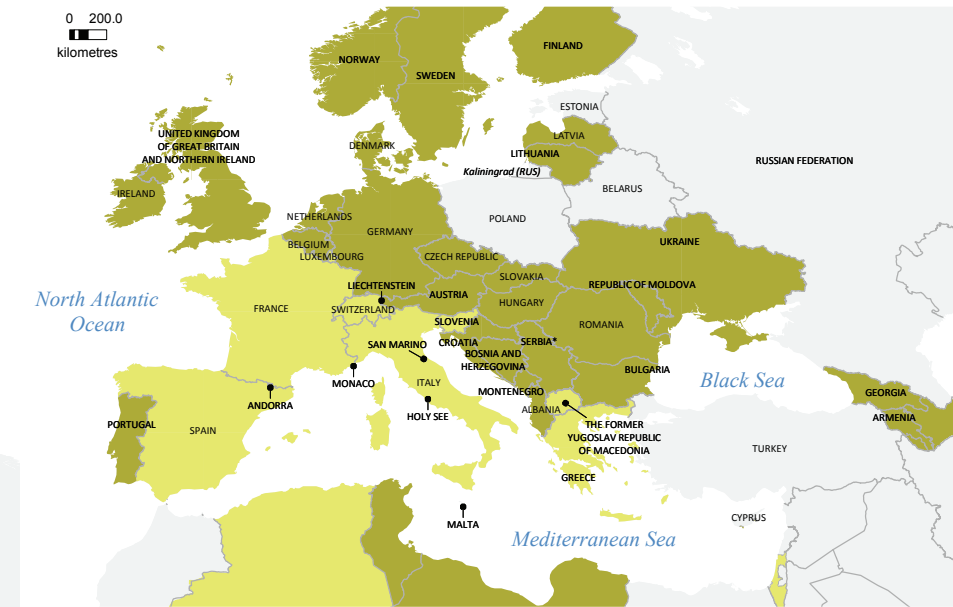 0 200.0
kilometres
NORWAY
SWEDEN
FINLAND
ESTONIA
UNITED KINGDOM
OF GREAT BRITAIN
AND NORTHERN IRELAND
DENMARK
LATVIA
LITHUANIA
RUSSIAN FEDERATION
Kaliningrad (RUS)
IRELAND
BELARUS
NETHERLANDS
POLAND
GERMANY
BELGIUM
LUXEMBOURG
CZECH REPUBLIC
UKRAINE
SLOVAKIA
LIECHTENSTEIN
AUSTRIA
REPUBLIC OF MOLDOVA
North Atlantic
Ocean
FRANCE
SWITZERLAND
HUNGARY
SLOVENIA
ROMANIA
SAN MARINO
CROATIA
SERBIA*
BOSNIA AND
HERZEGOVINA
MONACO
ITALY
MONTENEGRO
BULGARIA
Black Sea
GEORGIA
ANDORRA
HOLY SEE
ALBANIA
ARMENIA
PORTUGAL
SPAIN
THE FORMER
YUGOSLAV REPUBLIC
OF MACEDONIA
TURKEY
GREECE
MALTA
CYPRUS
Mediterranean Sea